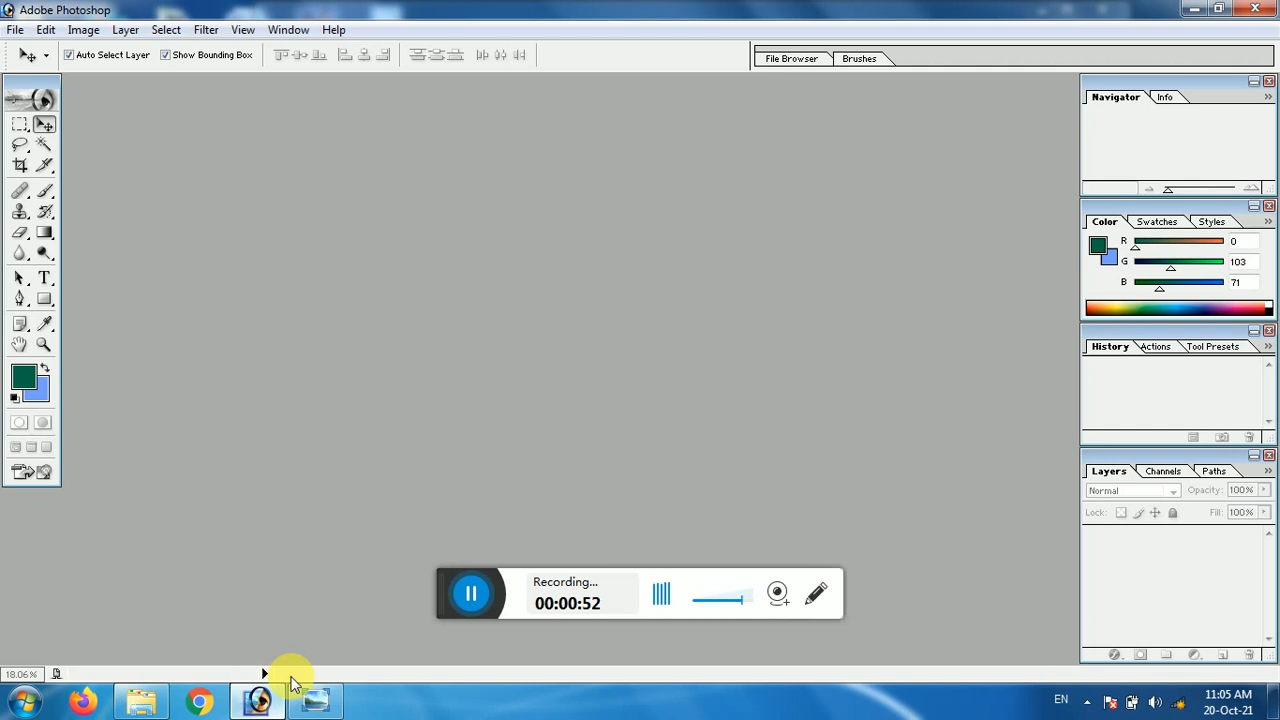 Adobe Photoshop
File Edit Image Layer Select Filter View Window Help
Auto Select Layer Show Bounding Box File Browser Brushes
Navigator Info
Color Swatches Styles
R 0
G 103
B 71
History Actions Tool Presets
Layers Channels Paths
Normal Opacity: 100%
Lock: Fill: 100%
Recording...
00:00:52
18.06%
EN 11:05 AM
20-Oct-21